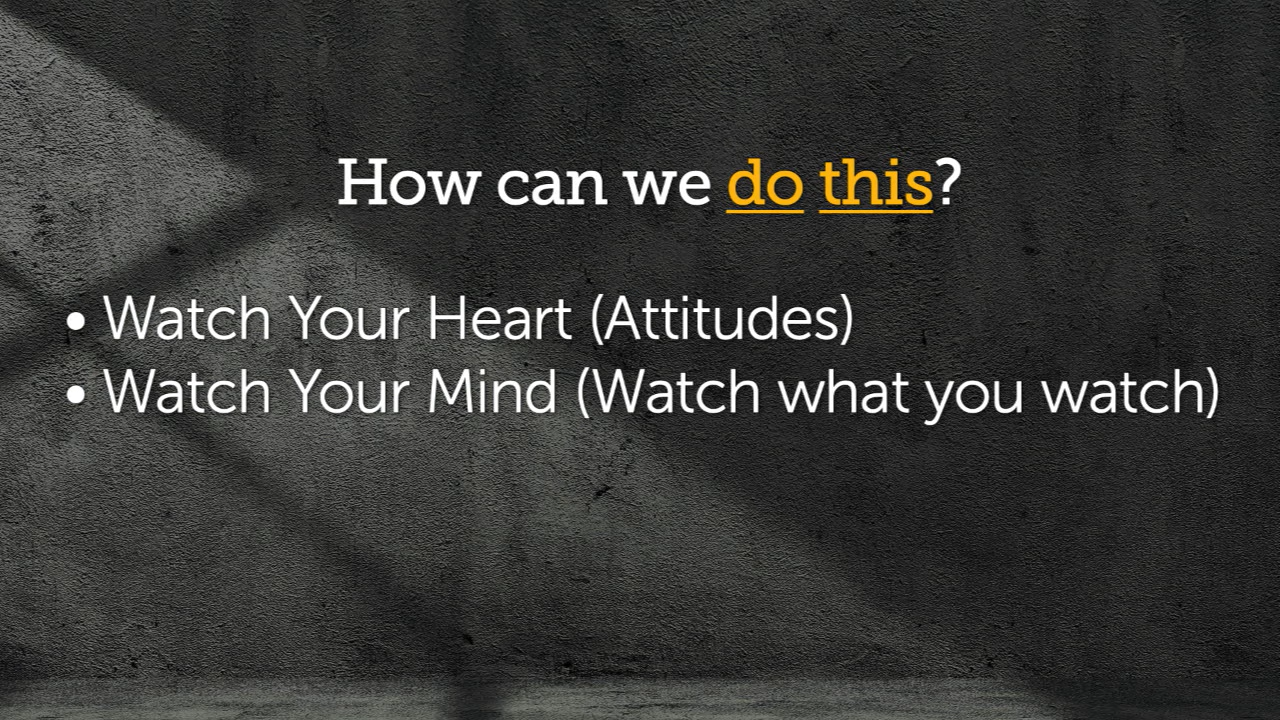 How can we do this?
• Watch Your Heart (Attitudes)
• Watch Your Mind (Watch what you watch)